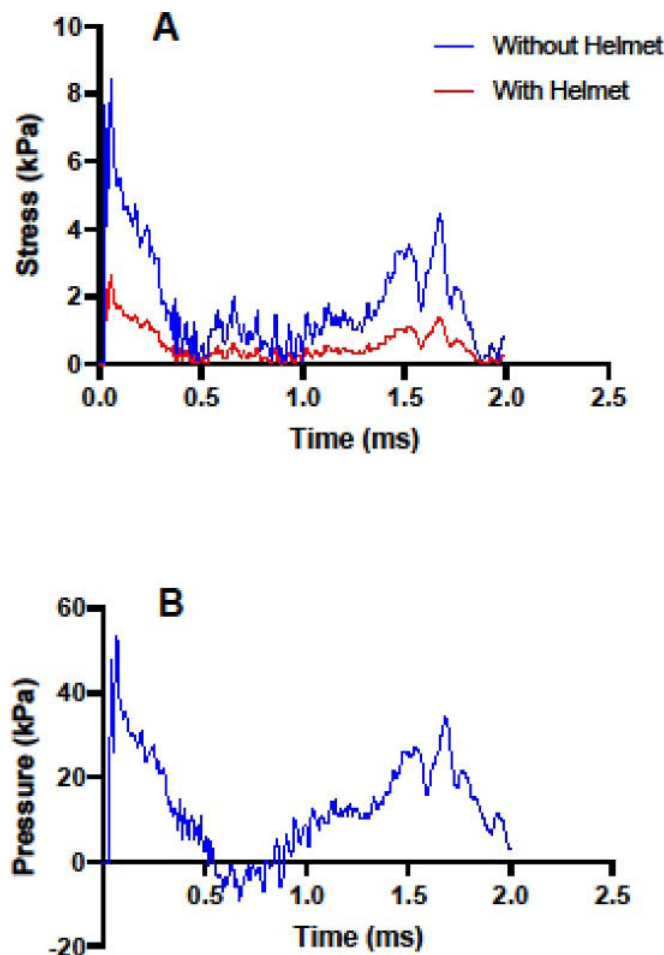 A
Without Helmet
With Helmet
Stress (kPa)
10
8
6
4
2
0
0.0 0.5 1.0 1.5 2.0 2.5
Time (ms)
B
Pressure (kPa)
60
40
20
0
-20
0.5 1.0 1.5 2.0 2.5
Time (ms)